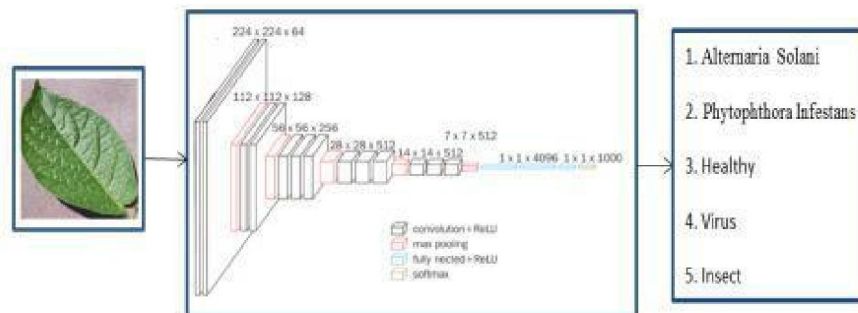 224 x 224 x 64
112 x 112 x 128
56 x 56 x 256
28 x 28 x 512
14 x 14 x 512
7 x 7 x 512
1 x 1 x 4096
1 x 1 x 1000
convolution+ReLU
max pooling
fully nected+ReLU
softmax
1. Alternaria Solani
2. Phytophthora Infestans
3. Healthy
4. Virus
5. Insect